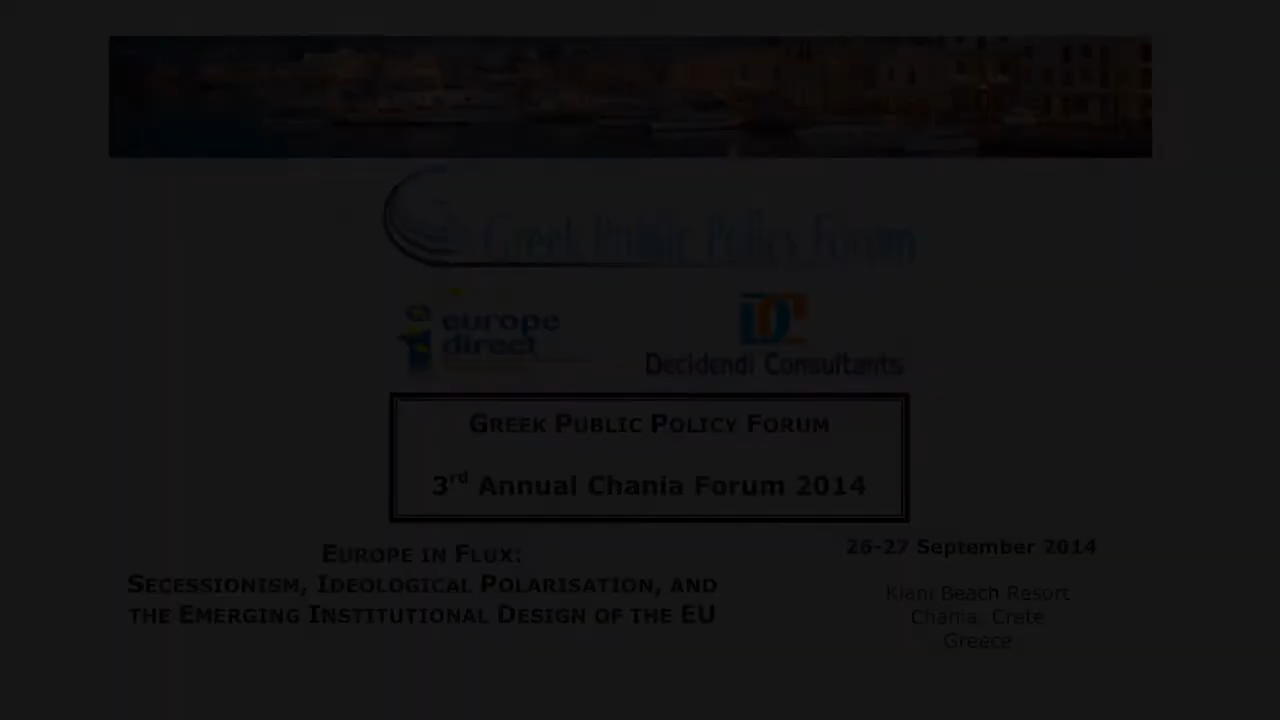 Greek Public Policy Forum
europe
direct
DC
Decidendi Consultants
GREEK PUBLIC POLICY FORUM
3rd Annual Chania Forum 2014
EUROPE IN FLUX:
SECESSIONISM, IDEOLOGICAL POLARISATION, AND
THE EMERGING INSTITUTIONAL DESIGN OF THE EU
26-27 September 2014
Kiani Beach Resort
Chania, Crete
Greece